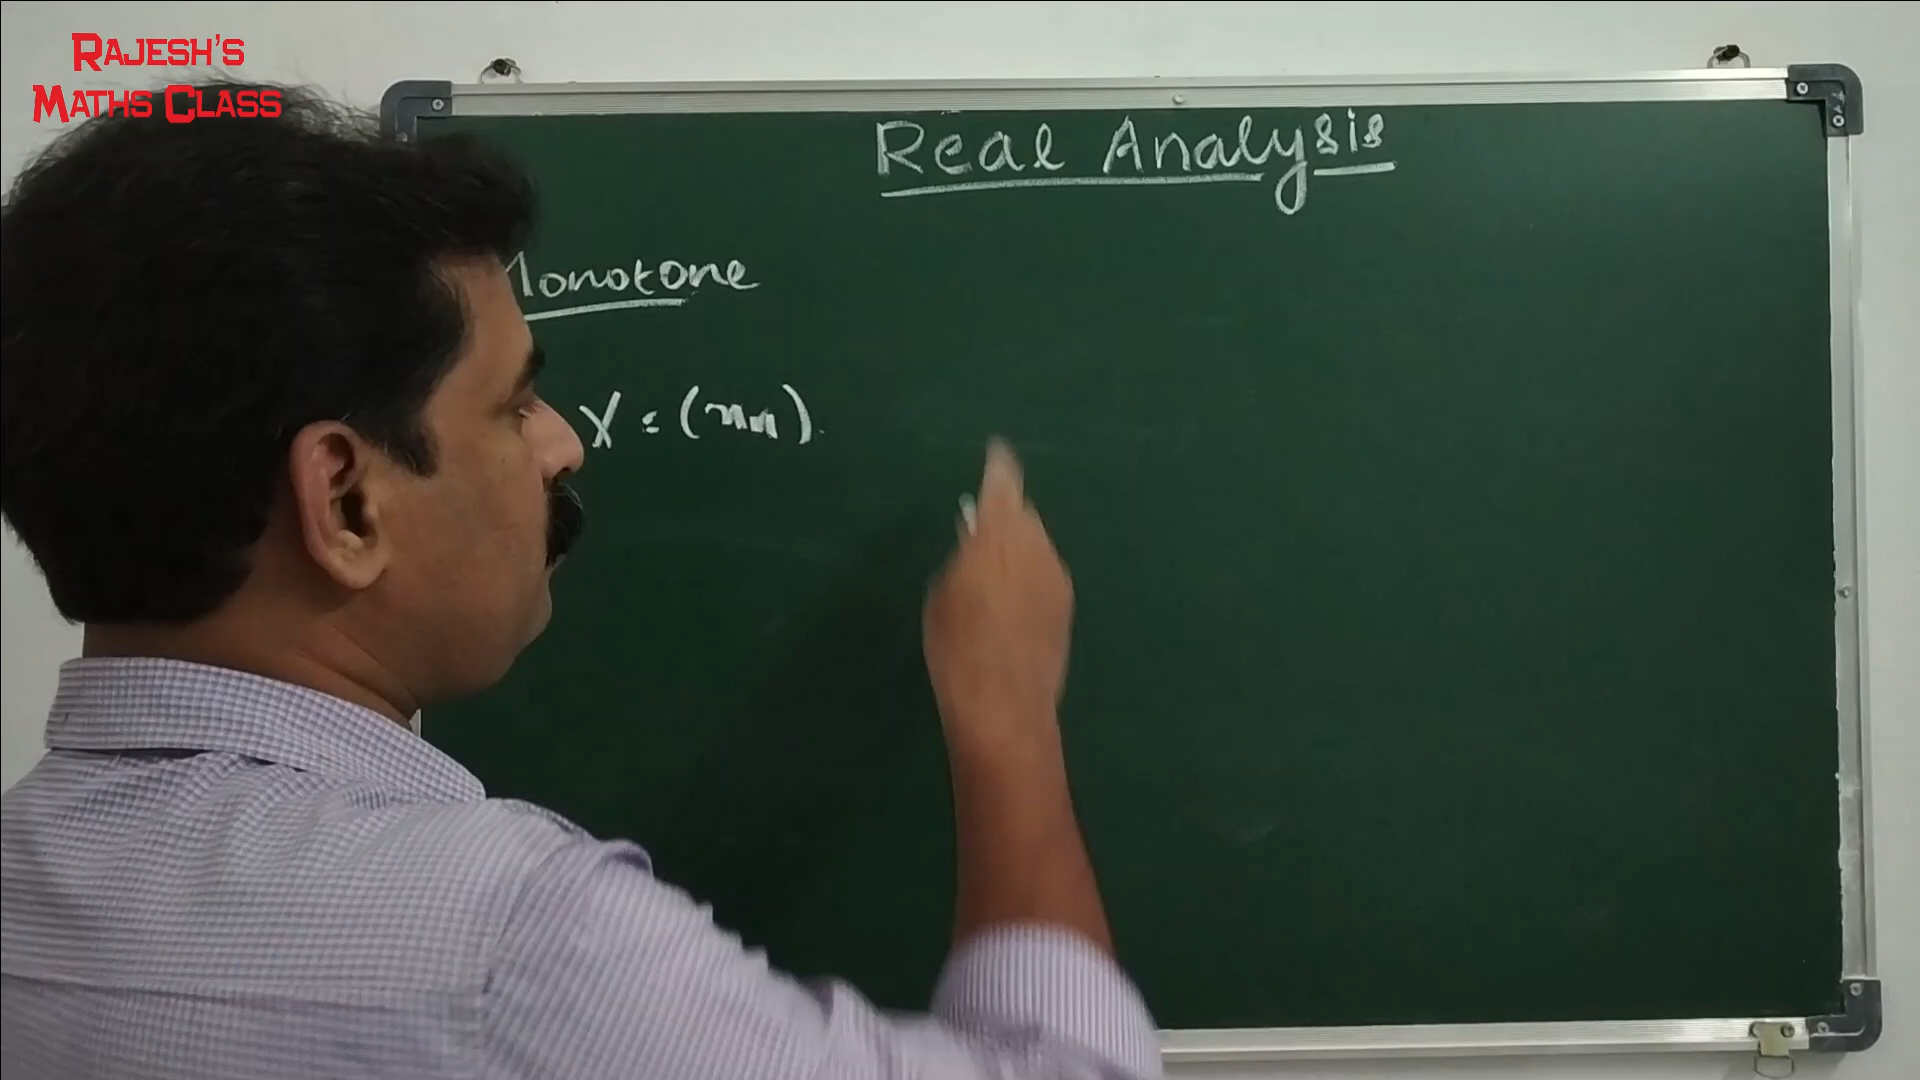 RAJESH'S
MATHS CLASS
Real Analysis
Monotone
X = (xn).